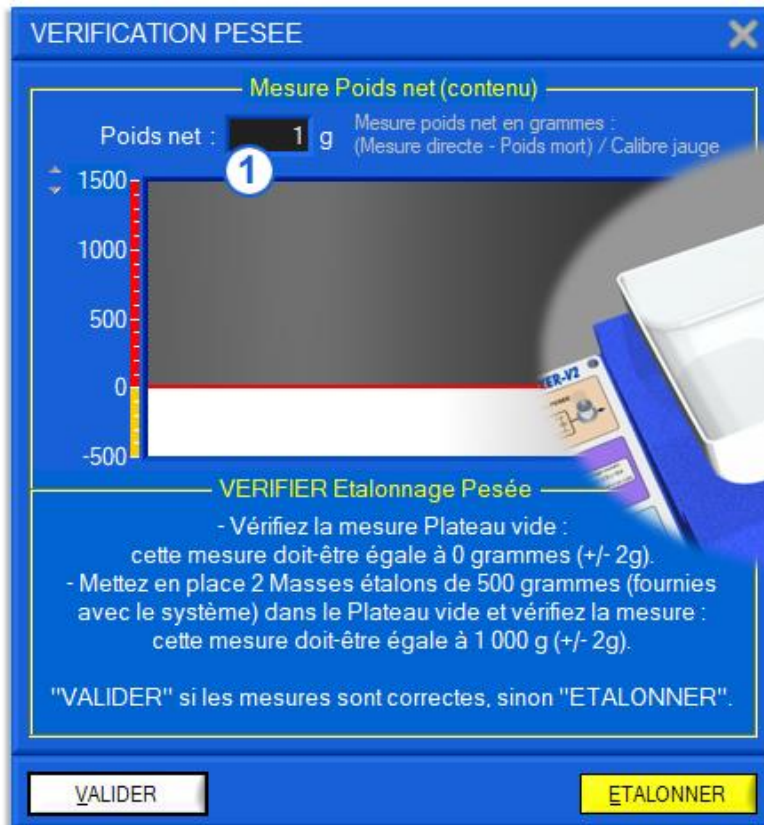 VERIFICATION PESEE
Mesure Poids net (contenu)
Poids net : 1 g
Mesure poids net en grammes :
(Mesure directe - Poids mort) / Calibre jauge
1
1500
1000
500
0
-500
ER-V2
VERIFIER Etalonnage Pesée
- Vérifiez la mesure Plateau vide :
cette mesure doit-être égale à 0 grammes (+/- 2g).
- Mettez en place 2 Masses étalons de 500 grammes (fournies
avec le système) dans le Plateau vide et vérifiez la mesure :
cette mesure doit-être égale à 1 000 g (+/- 2g).
"VALIDER" si les mesures sont correctes, sinon "ETALONNER".
VALIDER
ETALONNER